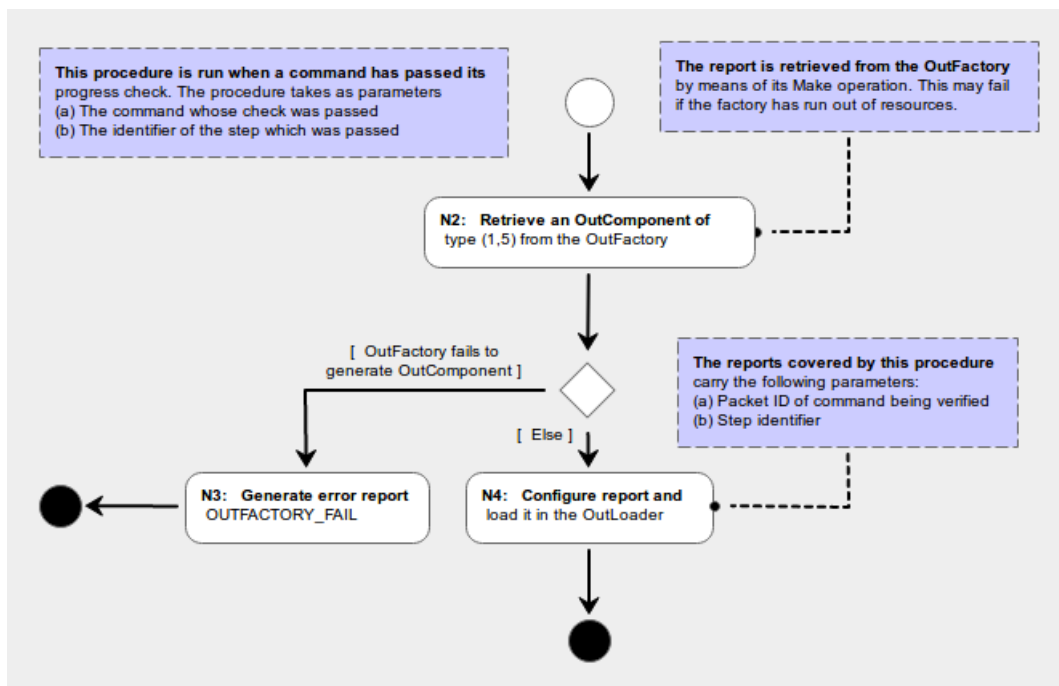 This procedure is run when a command has passed its
progress check. The procedure takes as parameters
(a) The command whose check was passed
(b) The identifier of the step which was passed
The report is retrieved from the OutFactory
by means of its Make operation. This may fail
if the factory has run out of resources.
N2: Retrieve an OutComponent of
type (1,5) from the OutFactory
[ OutFactory fails to
generate OutComponent ]
The reports covered by this procedure
carry the following parameters:
(a) Packet ID of command being verified
(b) Step identifier
[ Else ]
N3: Generate error report
OUTFACTORY_FAIL
N4: Configure report and
load it in the OutLoader